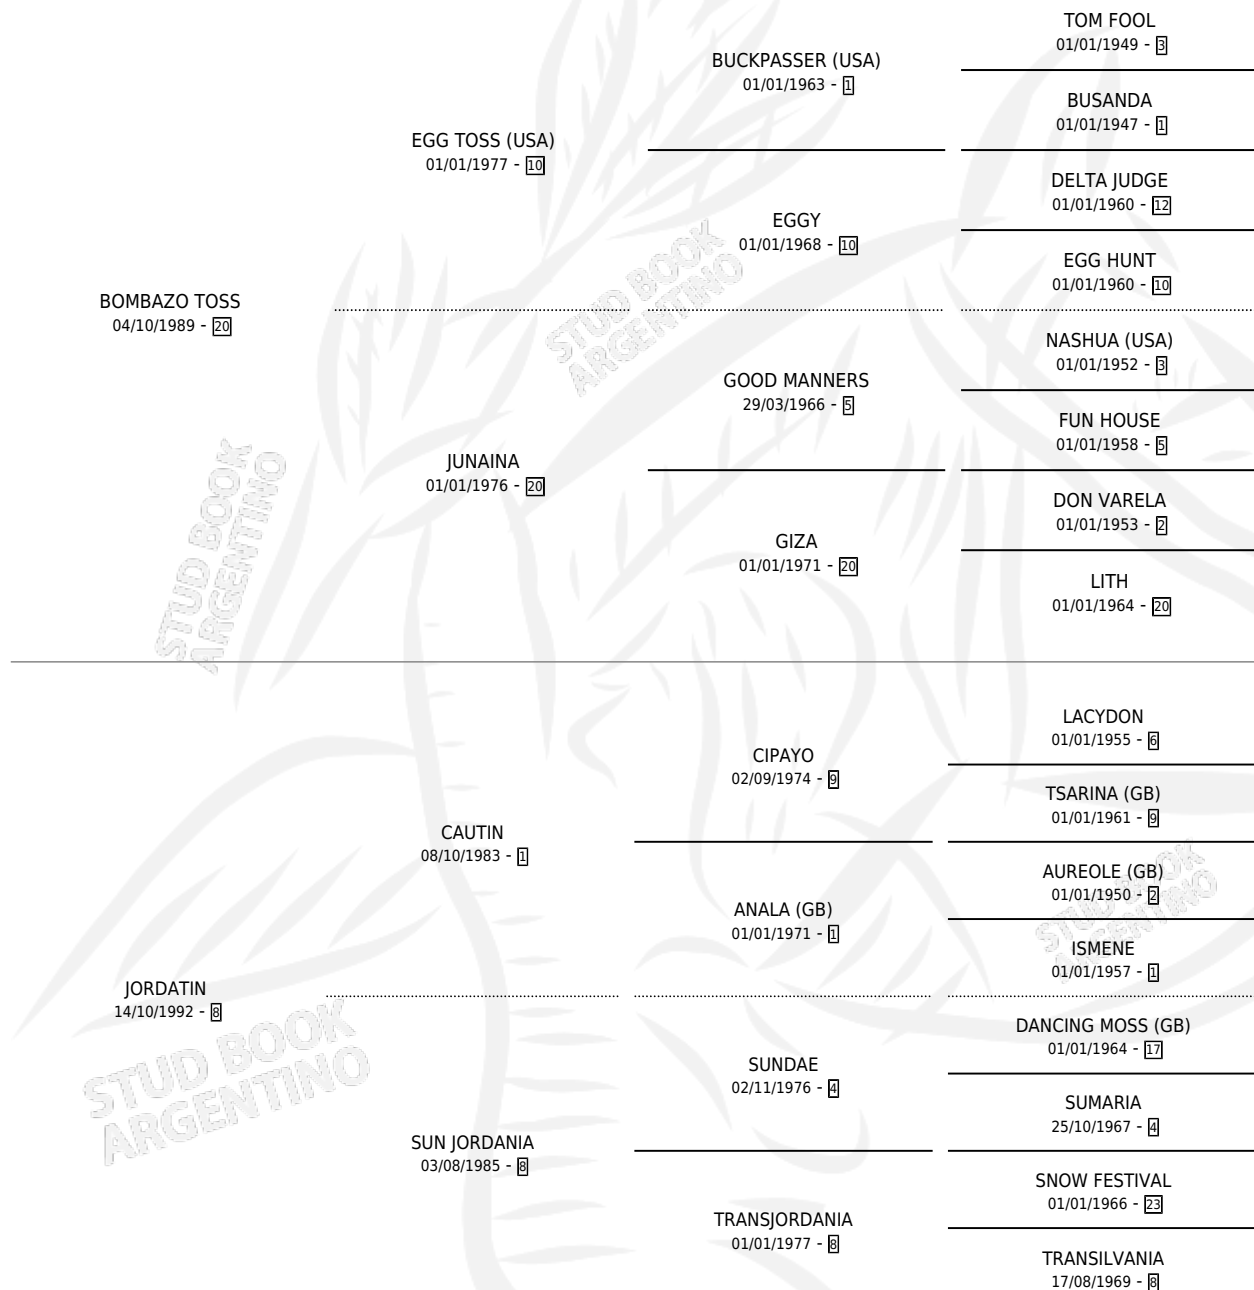 BOMBAZO TOSS
04/10/1989 - 20
EGG TOSS (USA)
01/01/1977 - 10
BUCKPASSER (USA)
01/01/1963 - 1
TOM FOOL
01/01/1949 - 3
BUSANDA
01/01/1947 - 1
EGGY
01/01/1968 - 10
DELTA JUDGE
01/01/1960 - 12
EGG HUNT
01/01/1960 - 10
JUNAINA
01/01/1976 - 20
GOOD MANNERS
29/03/1966 - 5
NASHUA (USA)
01/01/1952 - 3
FUN HOUSE
01/01/1958 - 5
GIZA
01/01/1971 - 20
DON VARELA
01/01/1953 - 2
LITH
01/01/1964 - 20
JORDATIN
14/10/1992 - 8
CAUTIN
08/10/1983 - 1
CIPAYO
02/09/1974 - 9
LACYDON
01/01/1955 - 6
TSARINA (GB)
01/01/1961 - 9
ANALA (GB)
01/01/1971 - 1
AUREOLE (GB)
01/01/1950 - 2
ISMENE
01/01/1957 - 1
SUN JORDANIA
03/08/1985 - 8
SUNDAE
02/11/1976 - 4
DANCING MOSS (GB)
01/01/1964 - 17
SUMARIA
25/10/1967 - 4
TRANSJORDANIA
01/01/1977 - 8
SNOW FESTIVAL
01/01/1966 - 23
TRANSILVANIA
17/08/1969 - 8
STUD BOOK
ARGENTINO
STUD BOOK
ARGENTINO
STUD BOOK
ARGENTINO
STUD BOOK
ARGENTINO